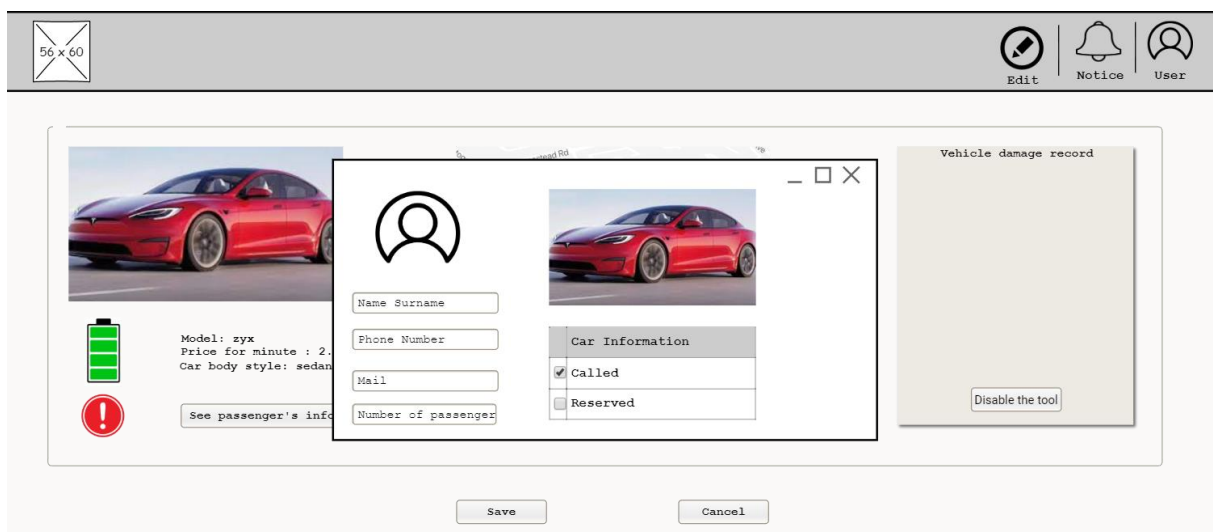 56 x 60
Edit
Notice
User
tead Rd
Vehicle damage record
Name Surname
Phone Number
Mail
Number of passenger
Car Information
Called
Reserved
Model: zyx
Price for minute : 2.
Car body style: sedan
See passenger's info
Disable the tool
Save
Cancel